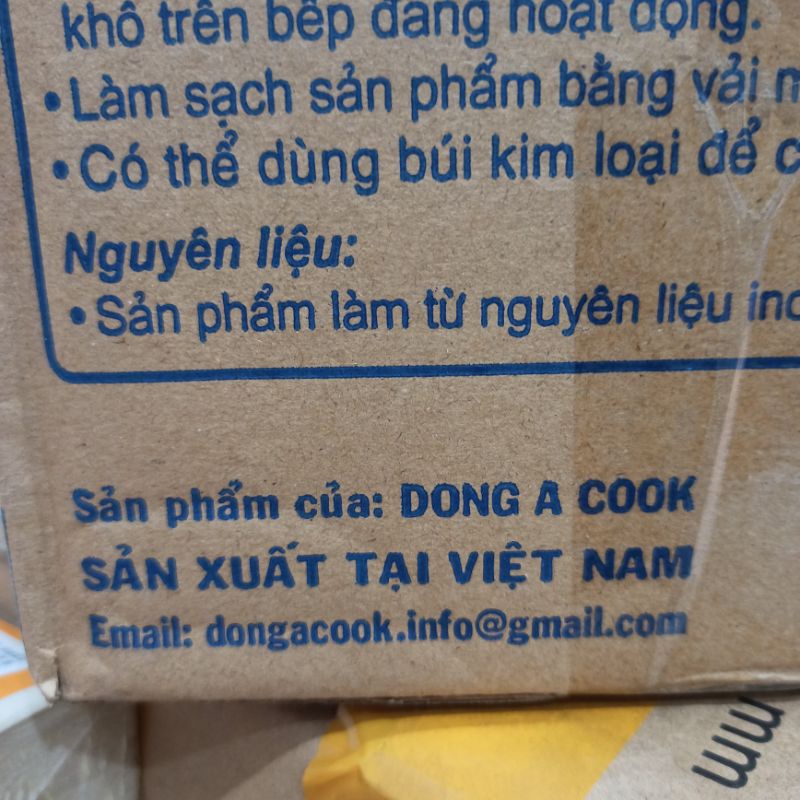 khô trên bếp đang hoạt động.
•Làm sạch sản phẩm bằng vải
•Có thể dùng búi kim loại để
Nguyên liệu:
•Sản phẩm làm từ nguyên liệu
Sản phẩm của: DONG A COOK
SẢN XUẤT TẠI VIỆT NAM
Email: dongacook.info@gmail.com